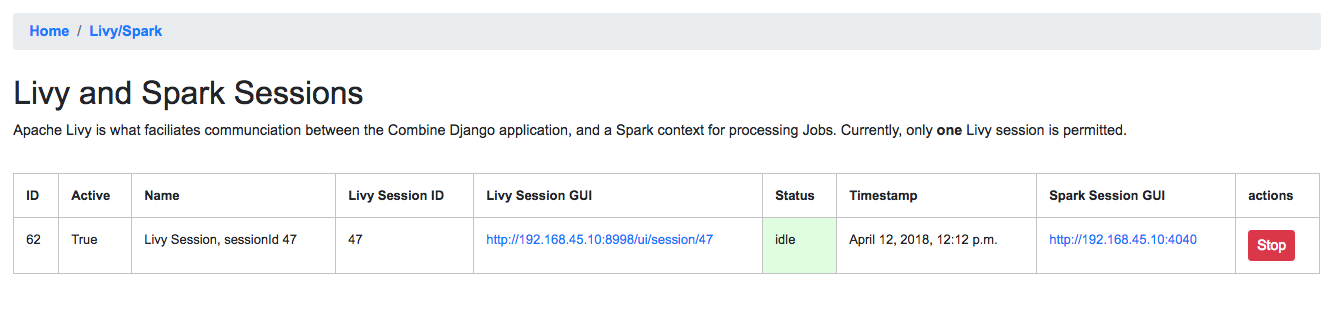 Home / Livy/Spark
Livy and Spark Sessions
Apache Livy is what faciliates communciation between the Combine Django application, and a Spark context for processing Jobs. Currently, only one Livy session is permitted.
ID Active Name Livy Session ID Livy Session GUI Status Timestamp Spark Session GUI actions
62 True Livy Session, sessionId 47 47 http://192.168.45.10:8998/ui/session/47 idle April 12, 2018, 12:12 p.m. http://192.168.45.10:4040 Stop